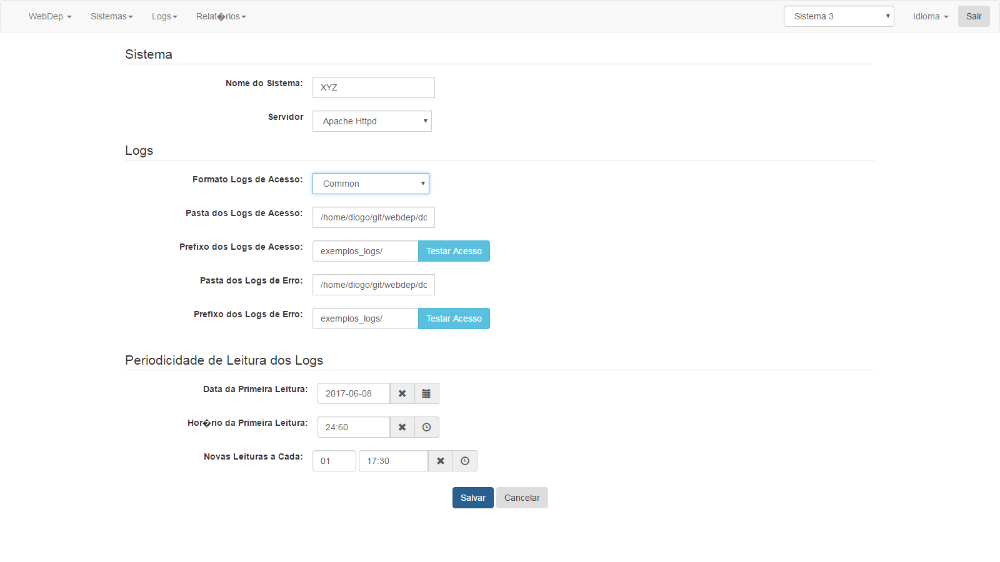 WebDep Sistemas Logs Relat�rios Sistema 3 Idioma Sair
Sistema
Nome do Sistema: XYZ
Servidor Apache Httpd
Logs
Formato Logs de Acesso: Common
Pasta dos Logs de Acesso: /home/diogo/git/webdep/do
Prefixo dos Logs de Acesso: exemplos_logs/ Testar Acesso
Pasta dos Logs de Erro: /home/diogo/git/webdep/do
Prefixo dos Logs de Erro: exemplos_logs/ Testar Acesso
Periodicidade de Leitura dos Logs
Data da Primeira Leitura: 2017-06-08
Hor�rio da Primeira Leitura: 24:60
Novas Leituras a Cada: 01 17:30
Salvar Cancelar